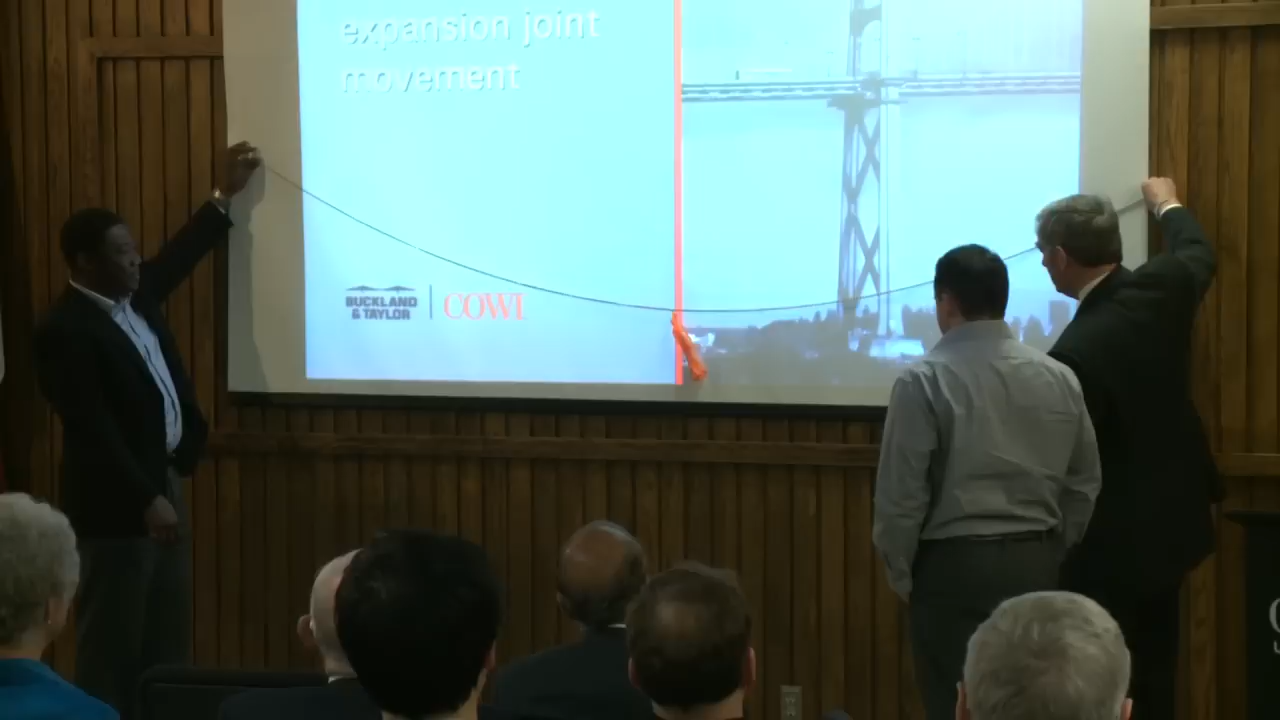 expansion joint
movement
BUCKLAND
& TAYLOR
COWI